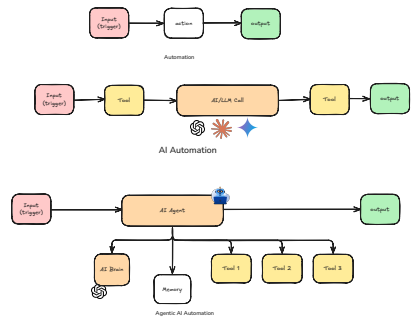 Input
(trigger)
action
output
Automation
Input
(trigger)
Tool
AI/LLM Call
Tool
output
AI Automation
Input
(trigger)
AI Agent
output
AI Brain
Memory
Tool 1
Tool 2
Tool 3
Agentic AI Automation